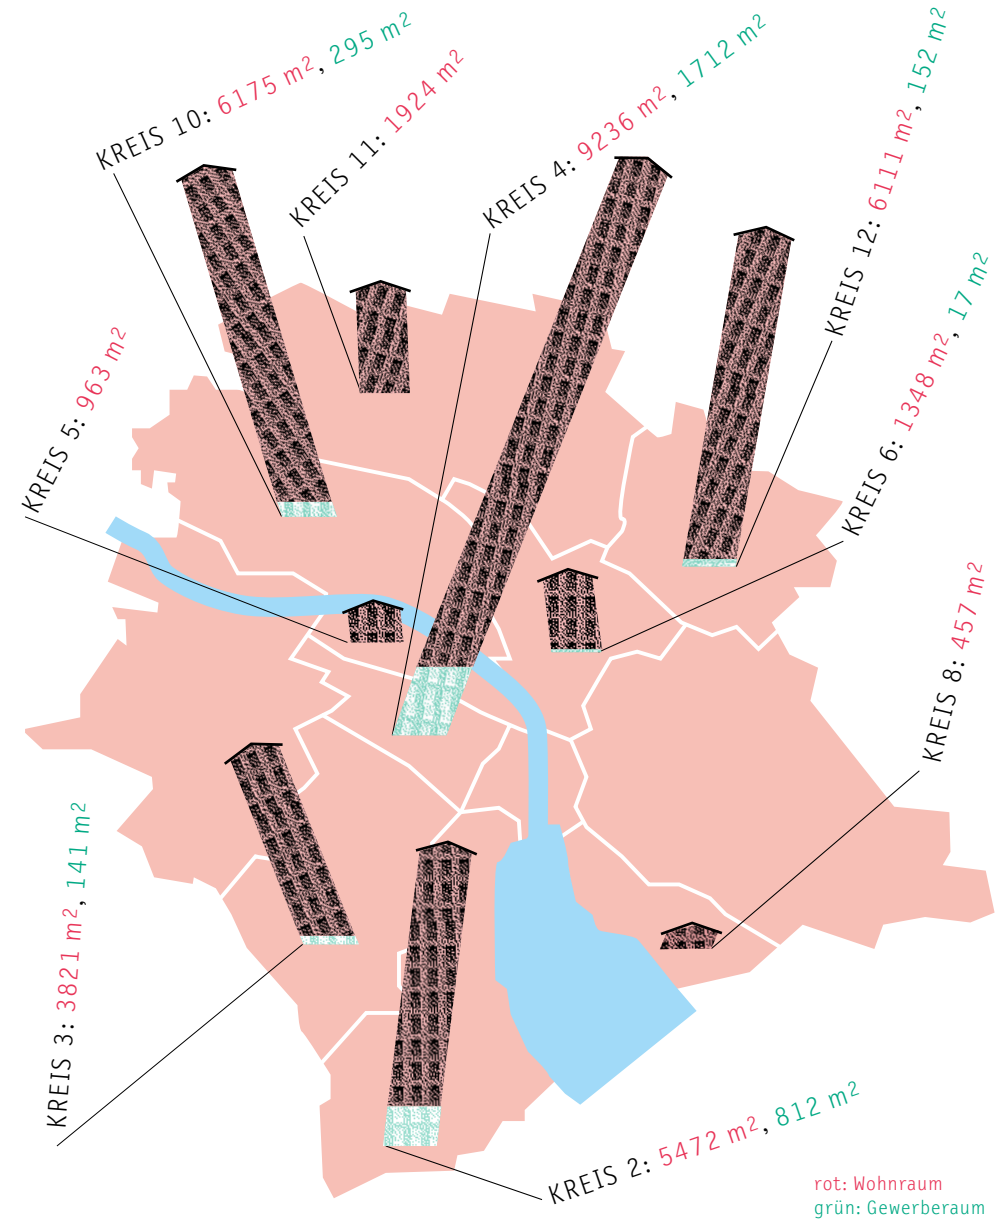 KREIS 10: 6175 m², 295 m²
KREIS 11: 1924 m²
KREIS 4: 9236 m², 1712 m²
KREIS 12: 6111 m², 152 m²
KREIS 5: 963 m²
KREIS 6: 1348 m², 17 m²
KREIS 8: 457 m²
KREIS 3: 3821 m², 141 m²
KREIS 2: 5472 m², 812 m²
rot: Wohnraum
grün: Gewerberaum